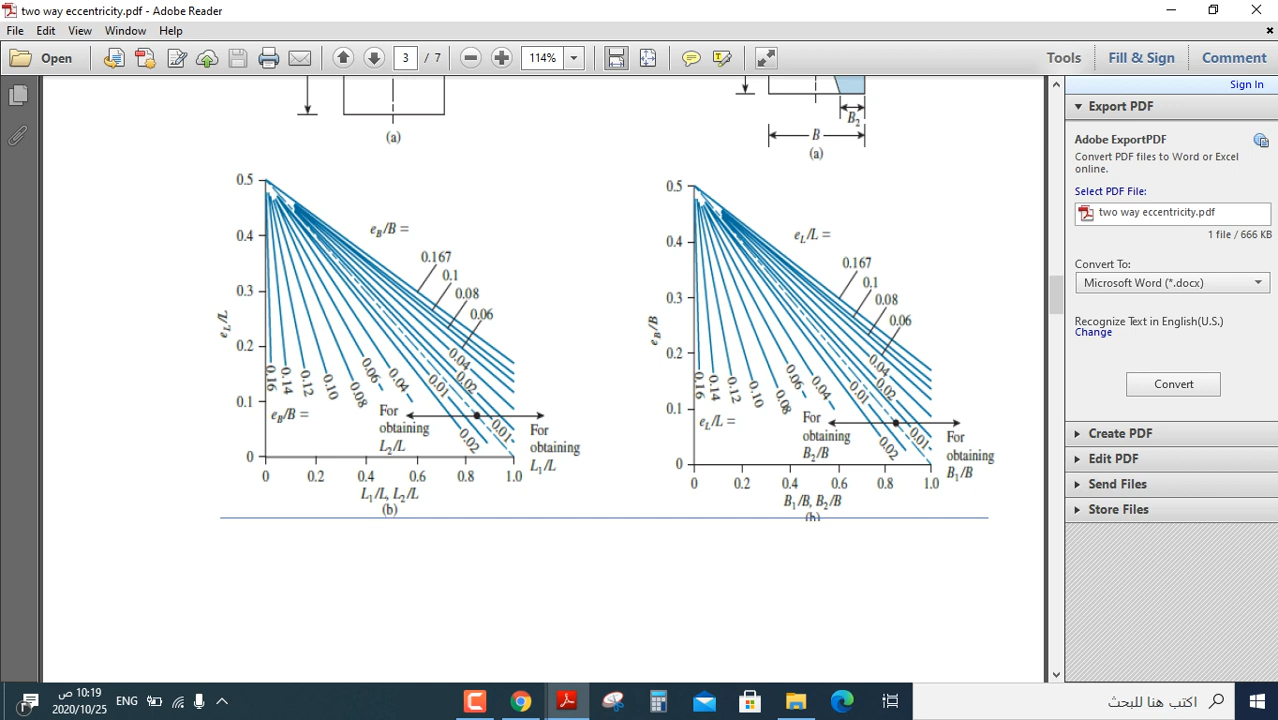 two way eccentricity.pdf - Adobe Reader
File Edit View Window Help
Open 3 / 7 114% Tools Fill & Sign Comment
Sign In
Export PDF
Adobe ExportPDF
Convert PDF files to Word or Excel
online.
Select PDF File:
two way eccentricity.pdf
1 file / 666 KB
Convert To:
Microsoft Word (*.docx)
Recognize Text in English(U.S.)
Change
Convert
Create PDF
Edit PDF
Send Files
Store Files
(a)
B₂
B
(a)
0.5
0.4
0.3
0.2
0.1
0
e_L/L
e_B/B =
0.167
0.1
0.08
0.06
0.04
0.02
0.01
0.16 0.14 0.12 0.10 0.08 0.06 0.04 0.01 0.02
e_B/B =
For
obtaining
L₂/L
For
obtaining
L₁/L
0 0.2 0.4 0.6 0.8 1.0
L₁/L, L₂/L
(b)
0.5
0.4
0.3
0.2
0.1
0
e_B/B
e_L/L =
0.167
0.1
0.08
0.06
0.04
0.02
0.01
0.16 0.14 0.12 0.10 0.08 0.06 0.04 0.01 0.02
e_L/L =
For
obtaining
B₂/B
For
obtaining
B₁/B
0 0.2 0.4 0.6 0.8 1.0
B₁/B, B₂/B
(b)
10:19 ص
2020/10/25
ENG
اكتب هنا للبحث